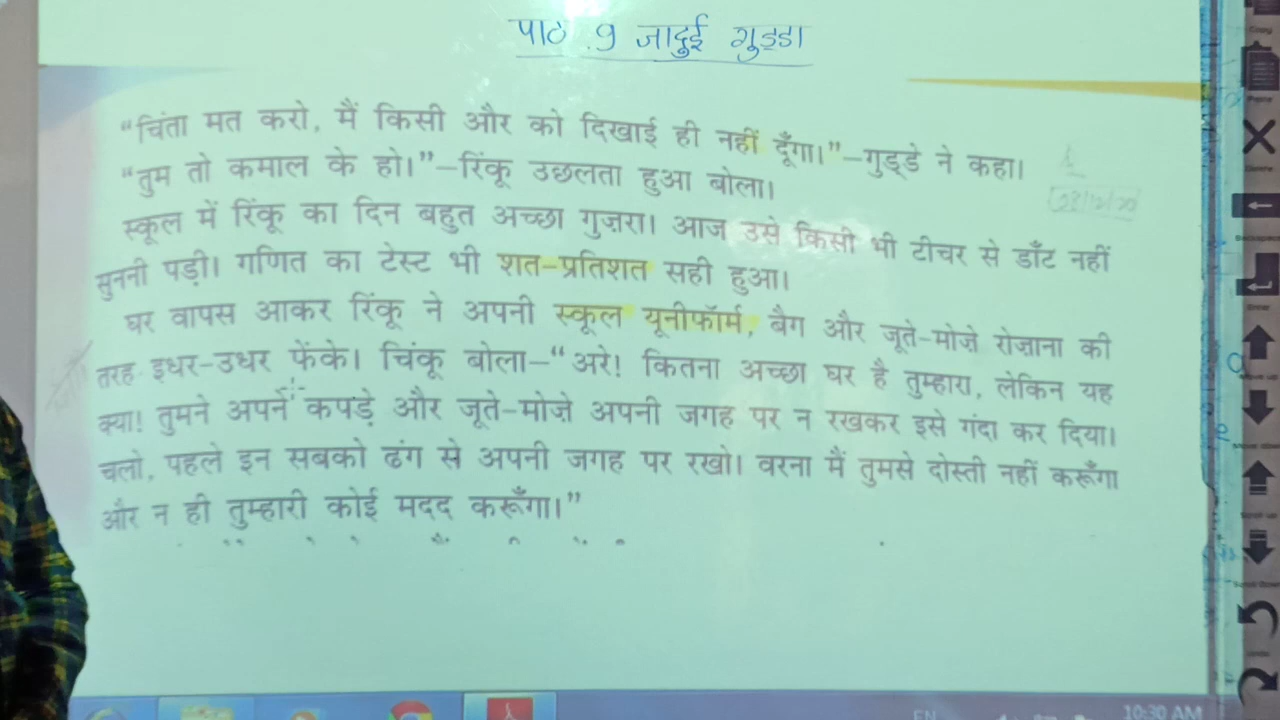 पाठ .9 जादुई गुड्डा
“चिंता मत करो, मैं किसी और को दिखाई ही नहीं दूँगा।”–गुड्डे ने कहा।
“तुम तो कमाल के हो।”–रिंकू उछलता हुआ बोला।
स्कूल में रिंकू का दिन बहुत अच्छा गुज़रा। आज उसे किसी भी टीचर से डाँट नहीं
सुननी पड़ी। गणित का टेस्ट भी शत-प्रतिशत सही हुआ।
घर वापस आकर रिंकू ने अपनी स्कूल यूनीफॉर्म, बैग और जूते-मोज़े रोज़ाना की
तरह इधर-उधर फेंके। चिंकू बोला–“अरे! कितना अच्छा घर है तुम्हारा, लेकिन यह
क्या! तुमने अपने कपड़े और जूते-मोज़े अपनी जगह पर न रखकर इसे गंदा कर दिया।
चलो, पहले इन सबको ढंग से अपनी जगह पर रखो। वरना मैं तुमसे दोस्ती नहीं करूँगा
और न ही तुम्हारी कोई मदद करूँगा।”
EN
10:30 AM